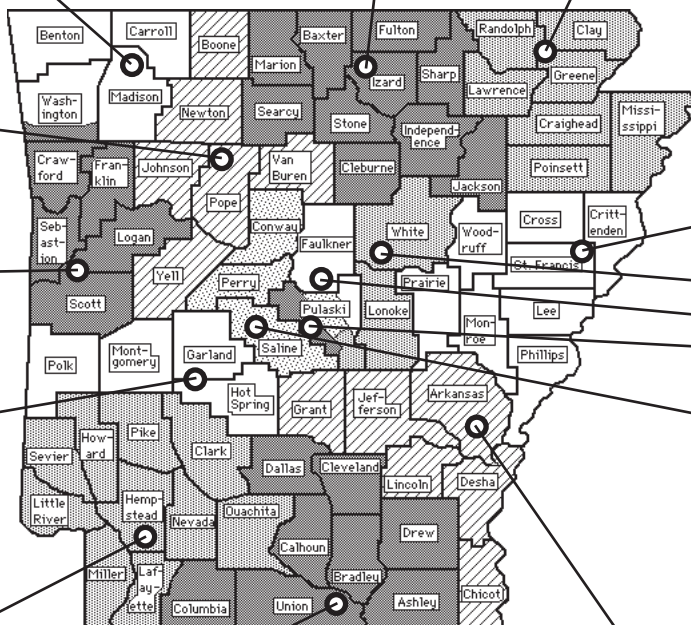 Benton
Carroll
Boone
Marion
Baxter
Fulton
Randolph
Clay
Izard
Sharp
Lawrence
Greene
Wash-
ington
Madison
Newton
Searcy
Stone
Independ-
ence
Craighead
Missi-
ssippi
Craw-
ford
Fran-
klin
Johnson
Pope
Van
Buren
Cleburne
Jackson
Poinsett
Seb-
ast-
ion
Logan
Yell
Conway
Faulkner
White
Wood-
ruff
Cross
Critt-
enden
St. Francis
Scott
Perry
Pulaski
Prairie
Lonoke
Lee
Mon-
roe
Phillips
Polk
Mont-
gomery
Garland
Saline
Hot
Spring
Grant
Jef-
ferson
Arkansas
Sevier
How-
ard
Pike
Clark
Dallas
Cleveland
Lincoln
Desha
Little
River
Hemp-
stead
Nevada
Ouachita
Calhoun
Bradley
Drew
Miller
Laf-
ay-
ette
Columbia
Union
Ashley
Chicot